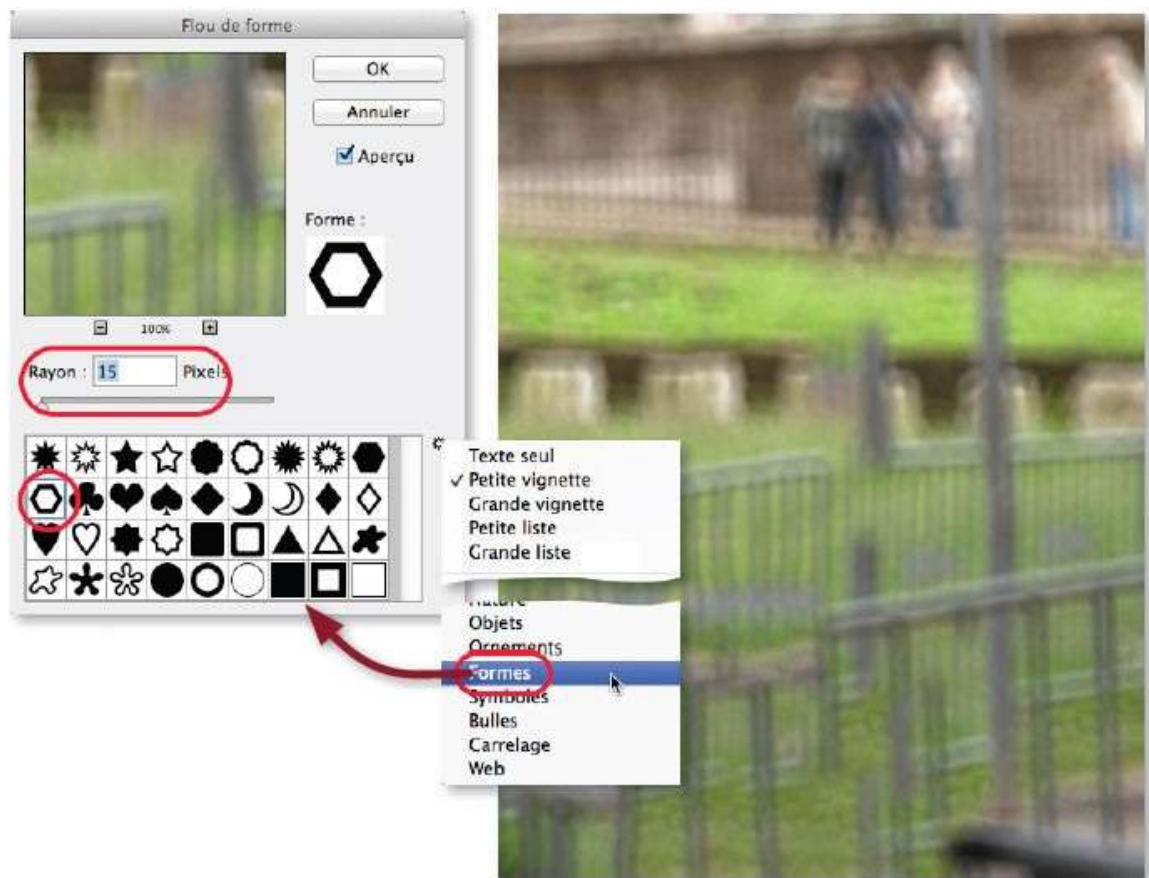 Flou de forme
OK
Annuler
Aperçu
Forme :
100%
Rayon : 15 Pixels
Texte seul
Petite vignette
Grande vignette
Petite liste
Grande liste
Nature
Objets
Ornements
Formes
Symboles
Bulles
Carrelage
Web